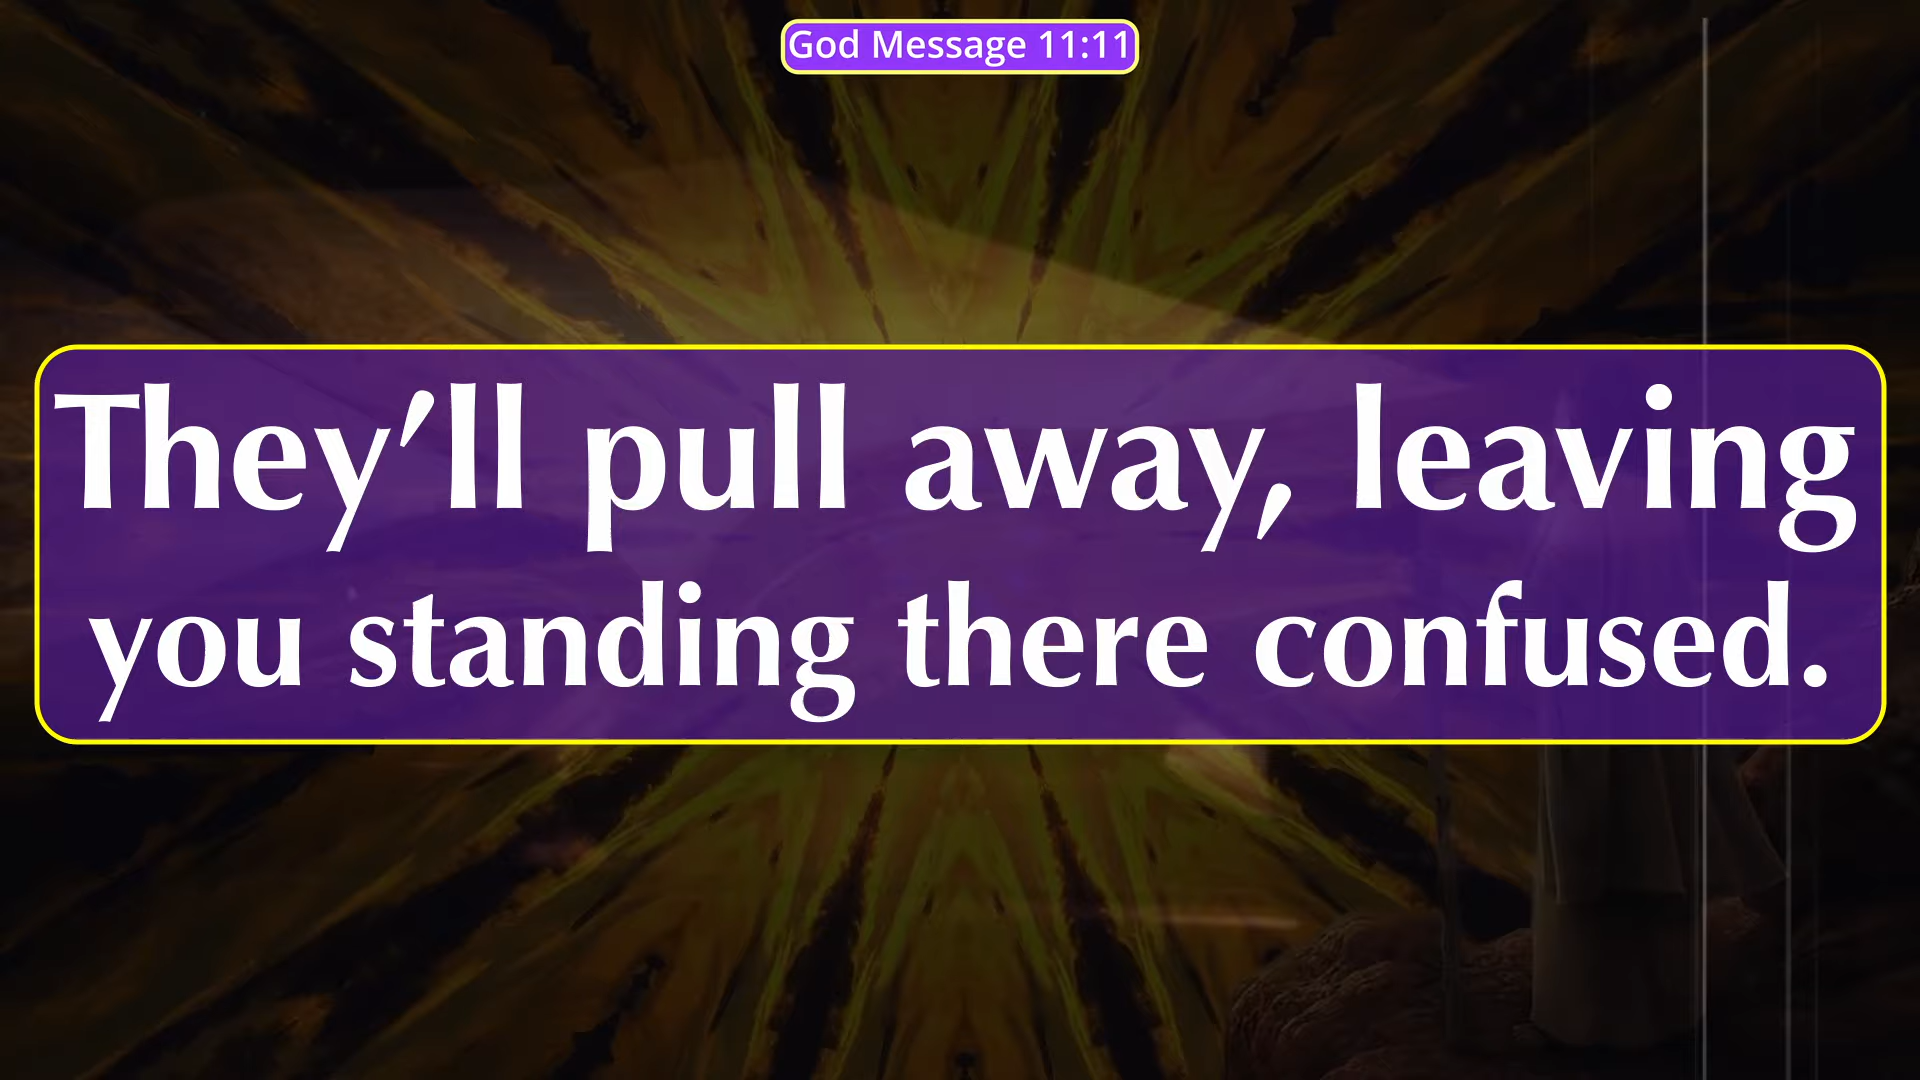 God Message 11:11
They’ll pull away, leaving
you standing there confused.